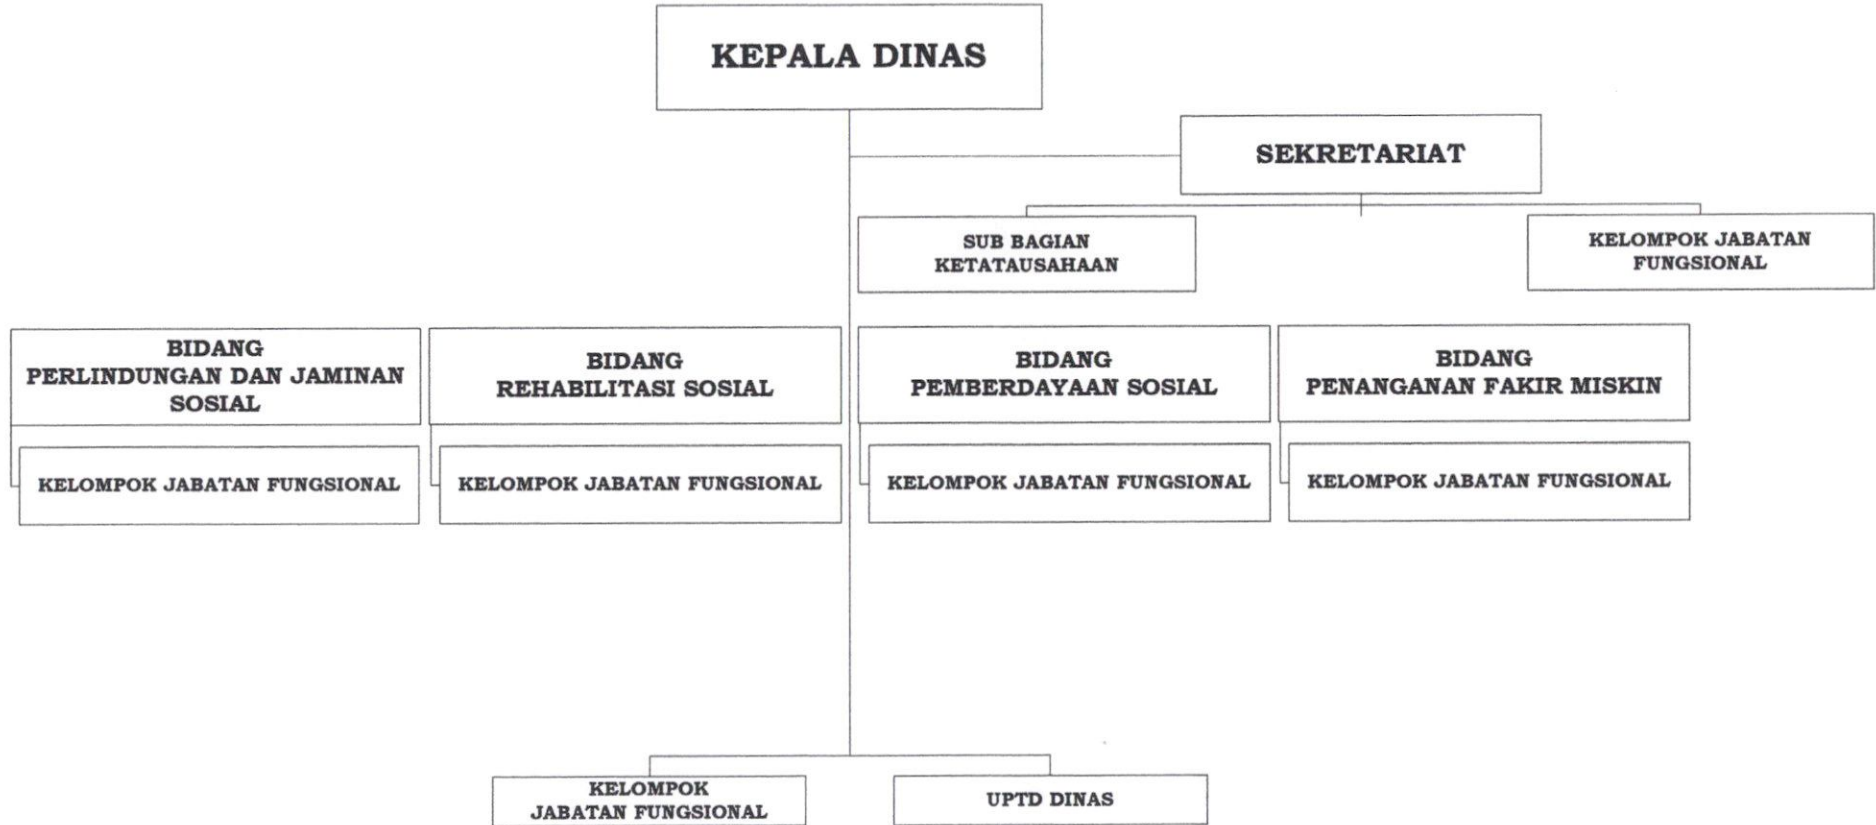 KEPALA DINAS
SEKRETARIAT
SUB BAGIAN
KETATAUSAHAAN
KELOMPOK JABATAN
FUNGSIONAL
BIDANG
PERLINDUNGAN DAN JAMINAN
SOSIAL
BIDANG
REHABILITASI SOSIAL
BIDANG
PEMBERDAYAAN SOSIAL
BIDANG
PENANGANAN FAKIR MISKIN
KELOMPOK JABATAN FUNGSIONAL
KELOMPOK JABATAN FUNGSIONAL
KELOMPOK JABATAN FUNGSIONAL
KELOMPOK JABATAN FUNGSIONAL
KELOMPOK
JABATAN FUNGSIONAL
UPTD DINAS